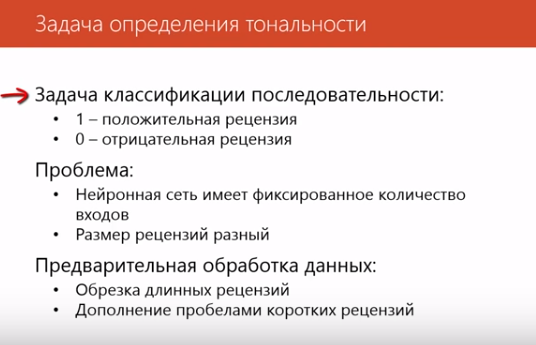 Задача определения тональности
Задача классификации последовательности:
• 1 – положительная рецензия
• 0 – отрицательная рецензия
Проблема:
• Нейронная сеть имеет фиксированное количество
входов
• Размер рецензий разный
Предварительная обработка данных:
• Обрезка длинных рецензий
• Дополнение пробелами коротких рецензий